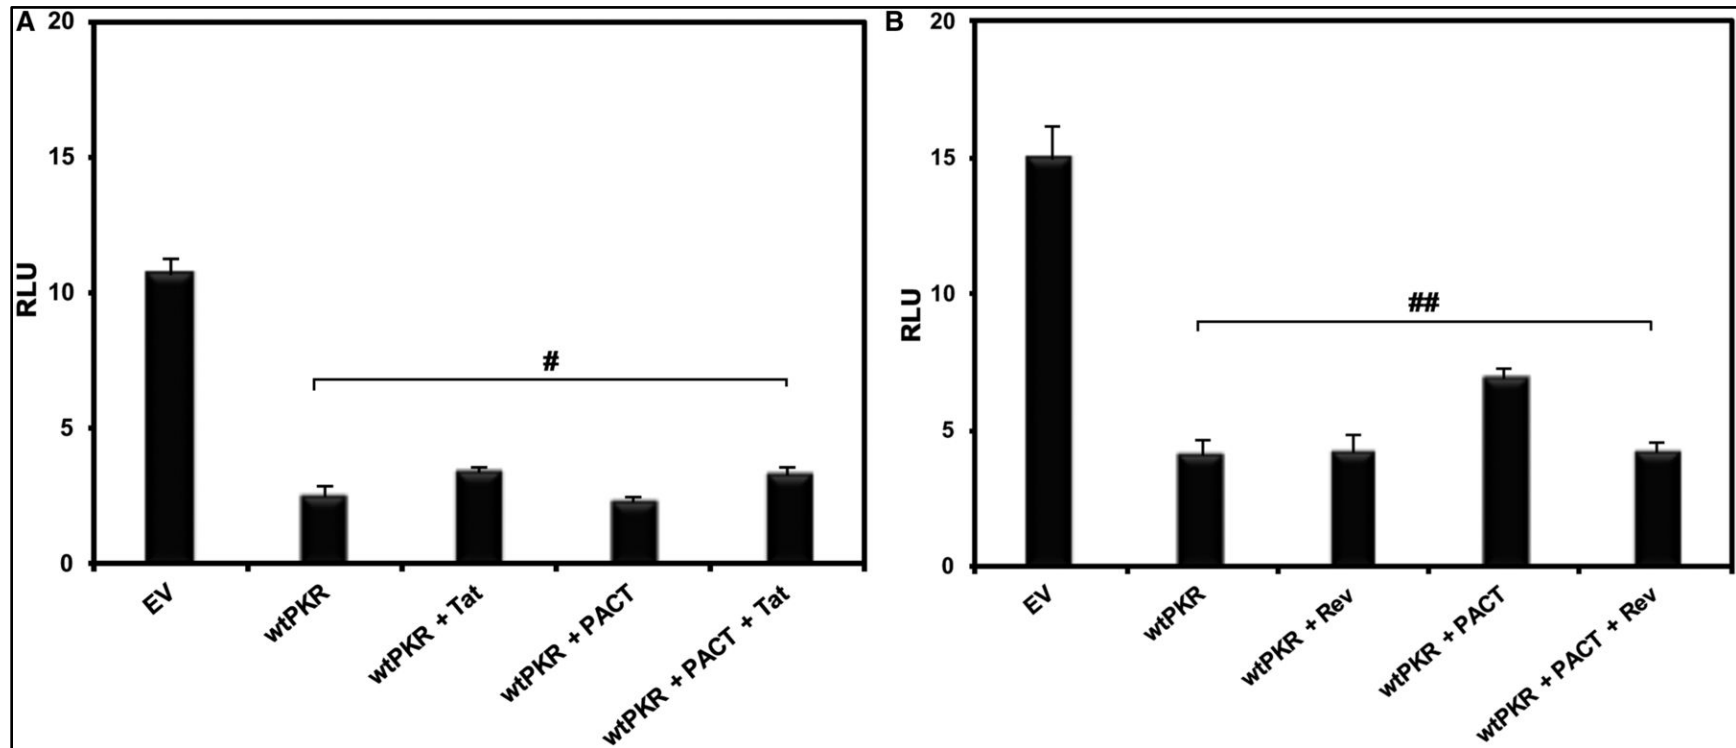 A
20
15
10
5
0
RLU
#
EV
wtPKR
wtPKR + Tat
wtPKR + PACT
wtPKR + PACT + Tat
B
20
15
10
5
0
RLU
##
EV
wtPKR
wtPKR + Rev
wtPKR + PACT
wtPKR + PACT + Rev